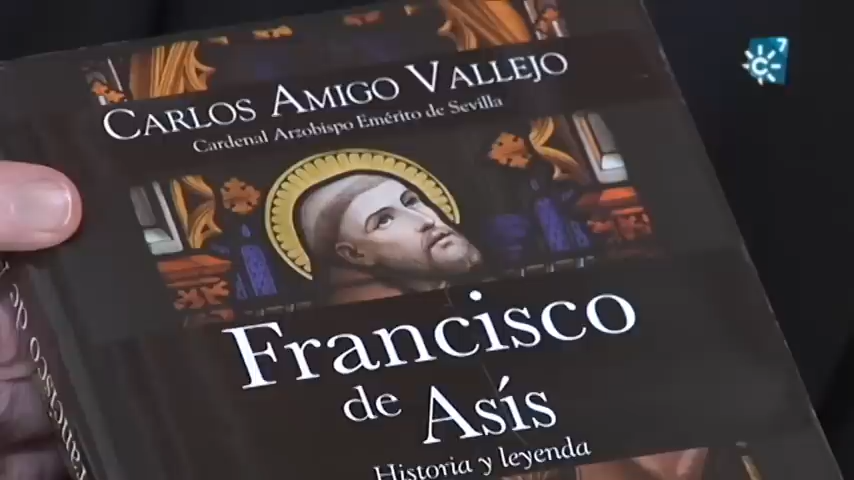 CARLOS AMIGO VALLEJO
Cardenal Arzobispo Emérito de Sevilla
Francisco
de Asís
Historia y leyenda